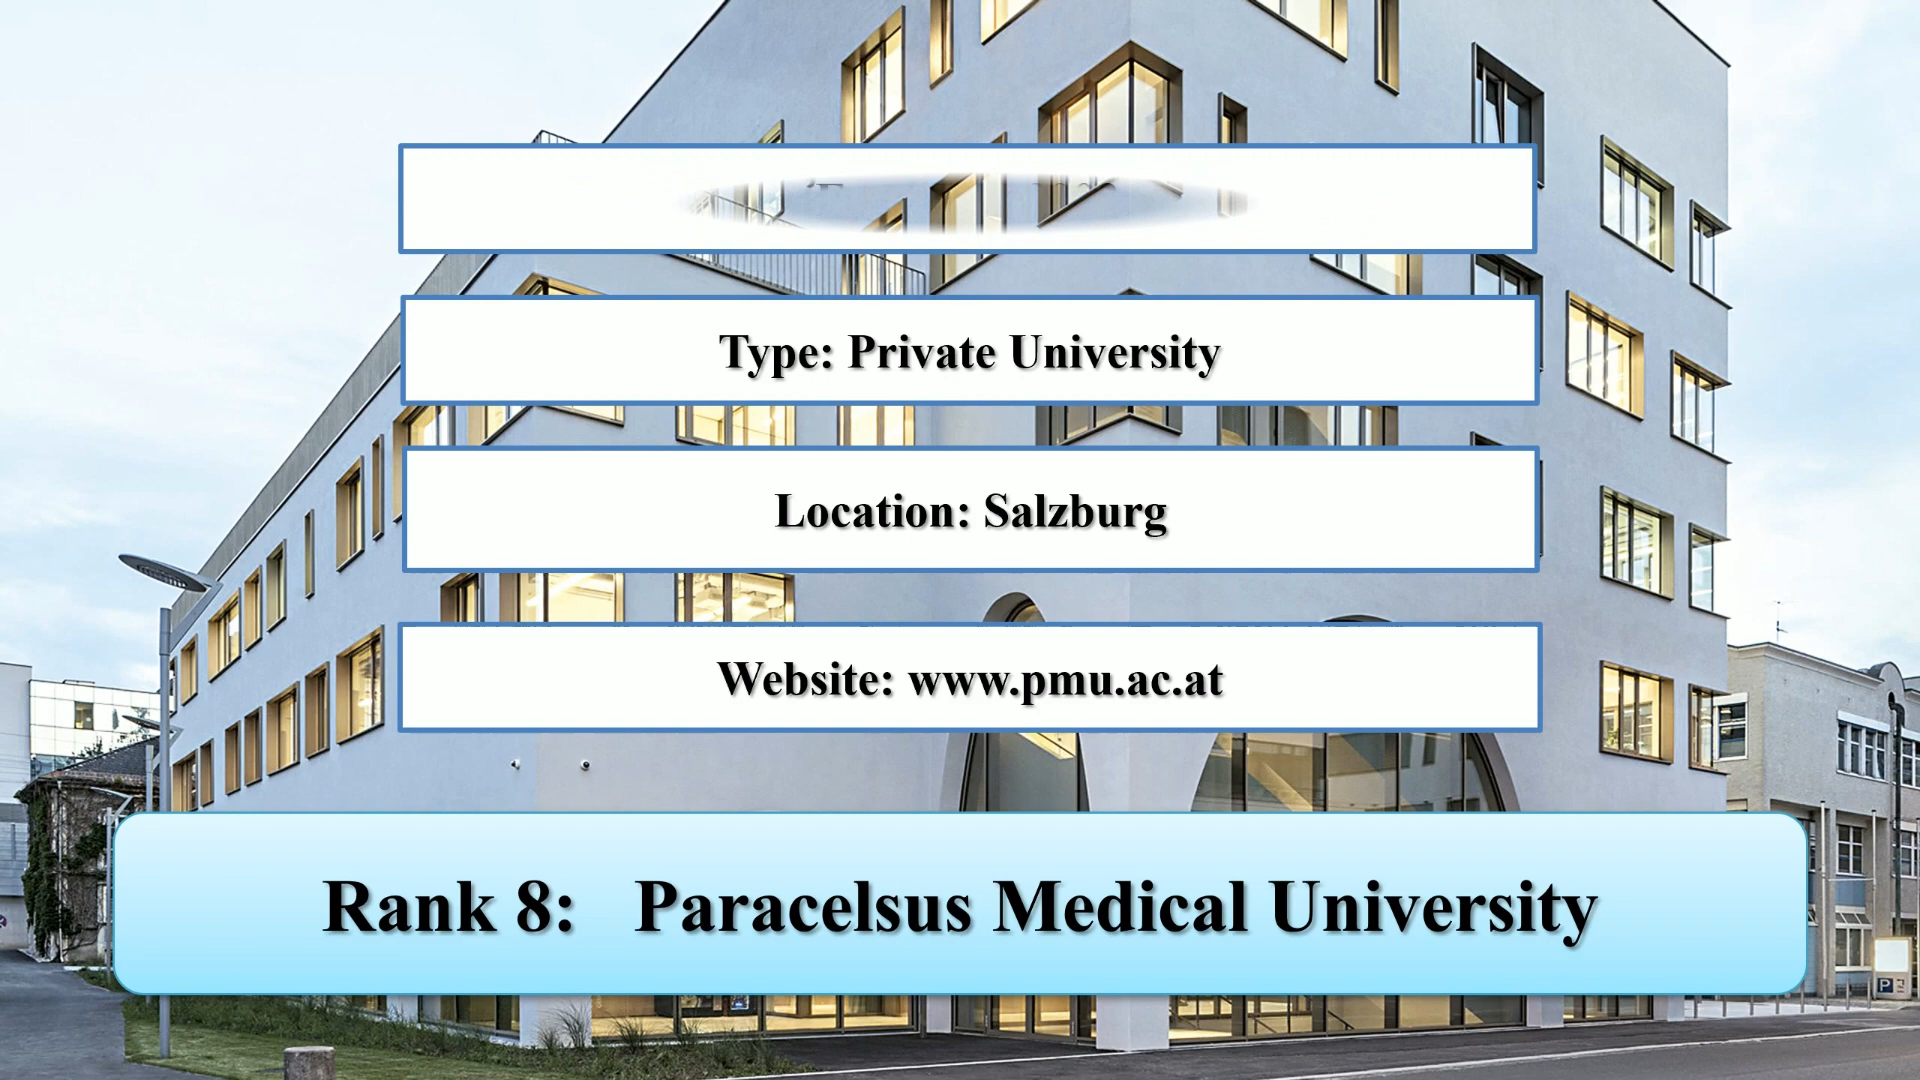 Type: Private University
Location: Salzburg
Website: www.pmu.ac.at
Rank 8: Paracelsus Medical University
P